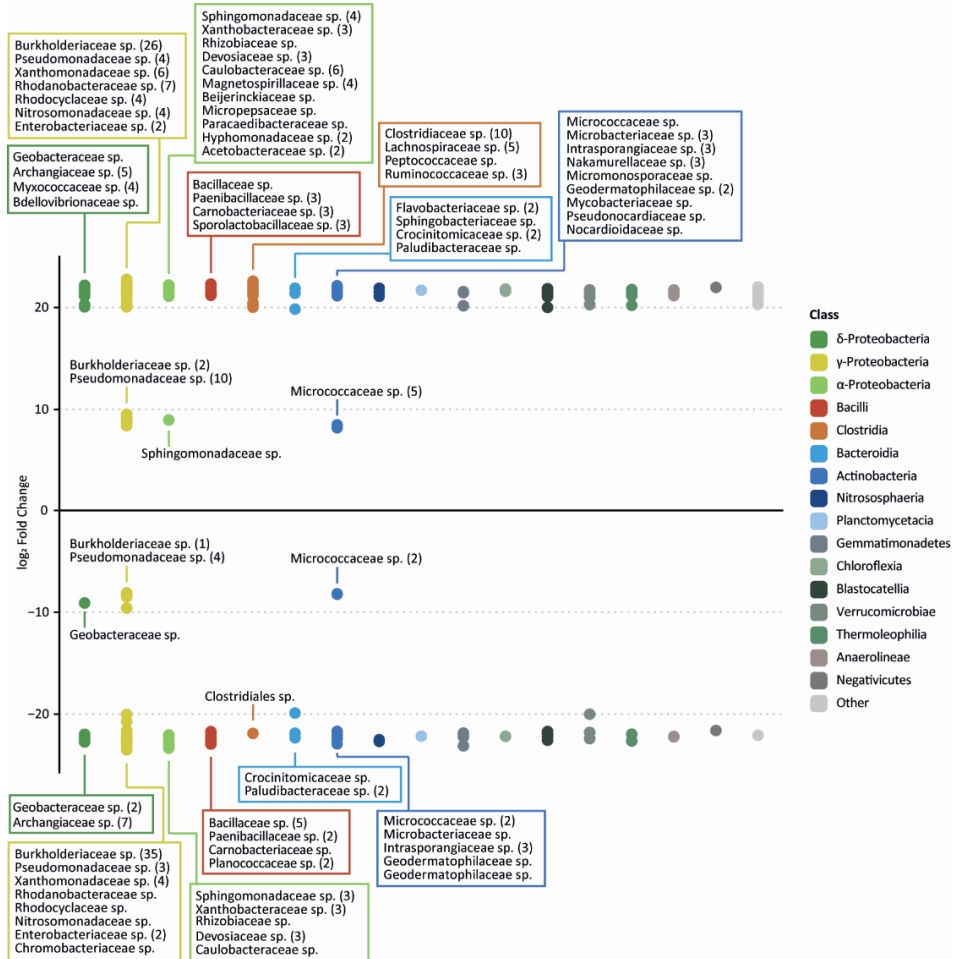 Burkholderiaceae sp. (26)
Pseudomonadaceae sp. (4)
Xanthomonadaceae sp. (6)
Rhodanobacteraceae sp. (7)
Rhodocyclaceae sp. (4)
Nitrosomonadaceae sp. (4)
Enterobacteriaceae sp. (2)
Geobacteraceae sp.
Archangiaceae sp. (5)
Myxococcaceae sp. (4)
Bdellovibrionaceae sp.
Sphingomonadaceae sp. (4)
Xanthobacteraceae sp. (3)
Rhizobiaceae sp.
Devosiaceae sp. (3)
Caulobacteraceae sp. (6)
Magnetospirillaceae sp. (4)
Beijerinckiaceae sp.
Micropepsaceae sp.
Paracaedibacteraceae sp.
Hyphomonadaceae sp. (2)
Acetobacteraceae sp. (2)
Bacillaceae sp.
Paenibacillaceae sp. (3)
Carnobacteriaceae sp. (3)
Sporolactobacillaceae sp. (3)
Clostridiaceae sp. (10)
Lachnospiraceae sp. (5)
Peptococcaceae sp.
Ruminococcaceae sp. (3)
Flavobacteriaceae sp. (2)
Sphingobacteriaceae sp.
Crocinitomicaceae sp. (2)
Paludibacteraceae sp.
Micrococcaceae sp.
Microbacteriaceae sp. (3)
Intrasporangiaceae sp. (3)
Nakamurellaceae sp. (3)
Micromonosporaceae sp.
Geodermatophilaceae sp. (2)
Mycobacteriaceae sp.
Pseudonocardiaceae sp.
Nocardioidaceae sp.
log₂ Fold Change
20
10
0
−10
−20
Burkholderiaceae sp. (2)
Pseudomonadaceae sp. (10)
Sphingomonadaceae sp.
Micrococcaceae sp. (5)
Burkholderiaceae sp. (1)
Pseudomonadaceae sp. (4)
Micrococcaceae sp. (2)
Geobacteraceae sp.
Clostridiales sp.
Class
δ-Proteobacteria
γ-Proteobacteria
α-Proteobacteria
Bacilli
Clostridia
Bacteroidia
Actinobacteria
Nitrososphaeria
Planctomycetacia
Gemmatimonadetes
Chloroflexia
Blastocatellia
Verrucomicrobiae
Thermoleophilia
Anaerolineae
Negativicutes
Other
Geobacteraceae sp. (2)
Archangiaceae sp. (7)
Burkholderiaceae sp. (35)
Pseudomonadaceae sp. (3)
Xanthomonadaceae sp. (4)
Rhodanobacteraceae sp.
Rhodocyclaceae sp.
Nitrosomonadaceae sp.
Enterobacteriaceae sp. (2)
Chromobacteriaceae sp.
Sphingomonadaceae sp. (3)
Xanthobacteraceae sp. (3)
Rhizobiaceae sp.
Devosiaceae sp. (3)
Caulobacteraceae sp.
Bacillaceae sp. (5)
Paenibacillaceae sp. (2)
Carnobacteriaceae sp.
Planococcaceae sp. (2)
Crocinitomicaceae sp.
Paludibacteraceae sp. (2)
Micrococcaceae sp. (2)
Microbacteriaceae sp.
Intrasporangiaceae sp. (3)
Geodermatophilaceae sp.
Geodermatophilaceae sp.